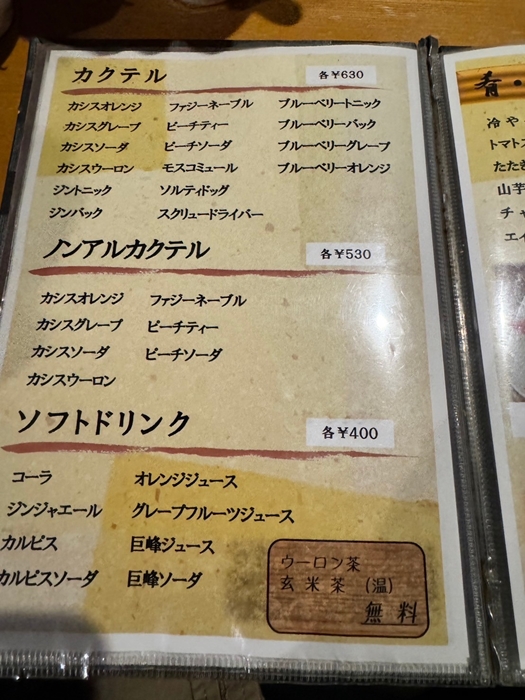 カクテル 各¥630
カシスオレンジ ファジーネーブル ブルーベリートニック
カシスグレープ ピーチティー ブルーベリーバック
カシスソーダ ピーチソーダ ブルーベリーグレープ
カシスウーロン モスコミュール ブルーベリーオレンジ
ジントニック ソルティドッグ
ジンバック スクリュードライバー
ノンアルカクテル 各¥530
カシスオレンジ ファジーネーブル
カシスグレープ ピーチティー
カシスソーダ ピーチソーダ
カシスウーロン
ソフトドリンク 各¥400
コーラ オレンジジュース
ジンジャエール グレープフルーツジュース
カルピス 巨峰ジュース
カルピスソーダ 巨峰ソーダ
ウーロン茶
玄米茶 (温)
無料
肴・
冷や
トマト
たたき
山芋
チャ
エイ